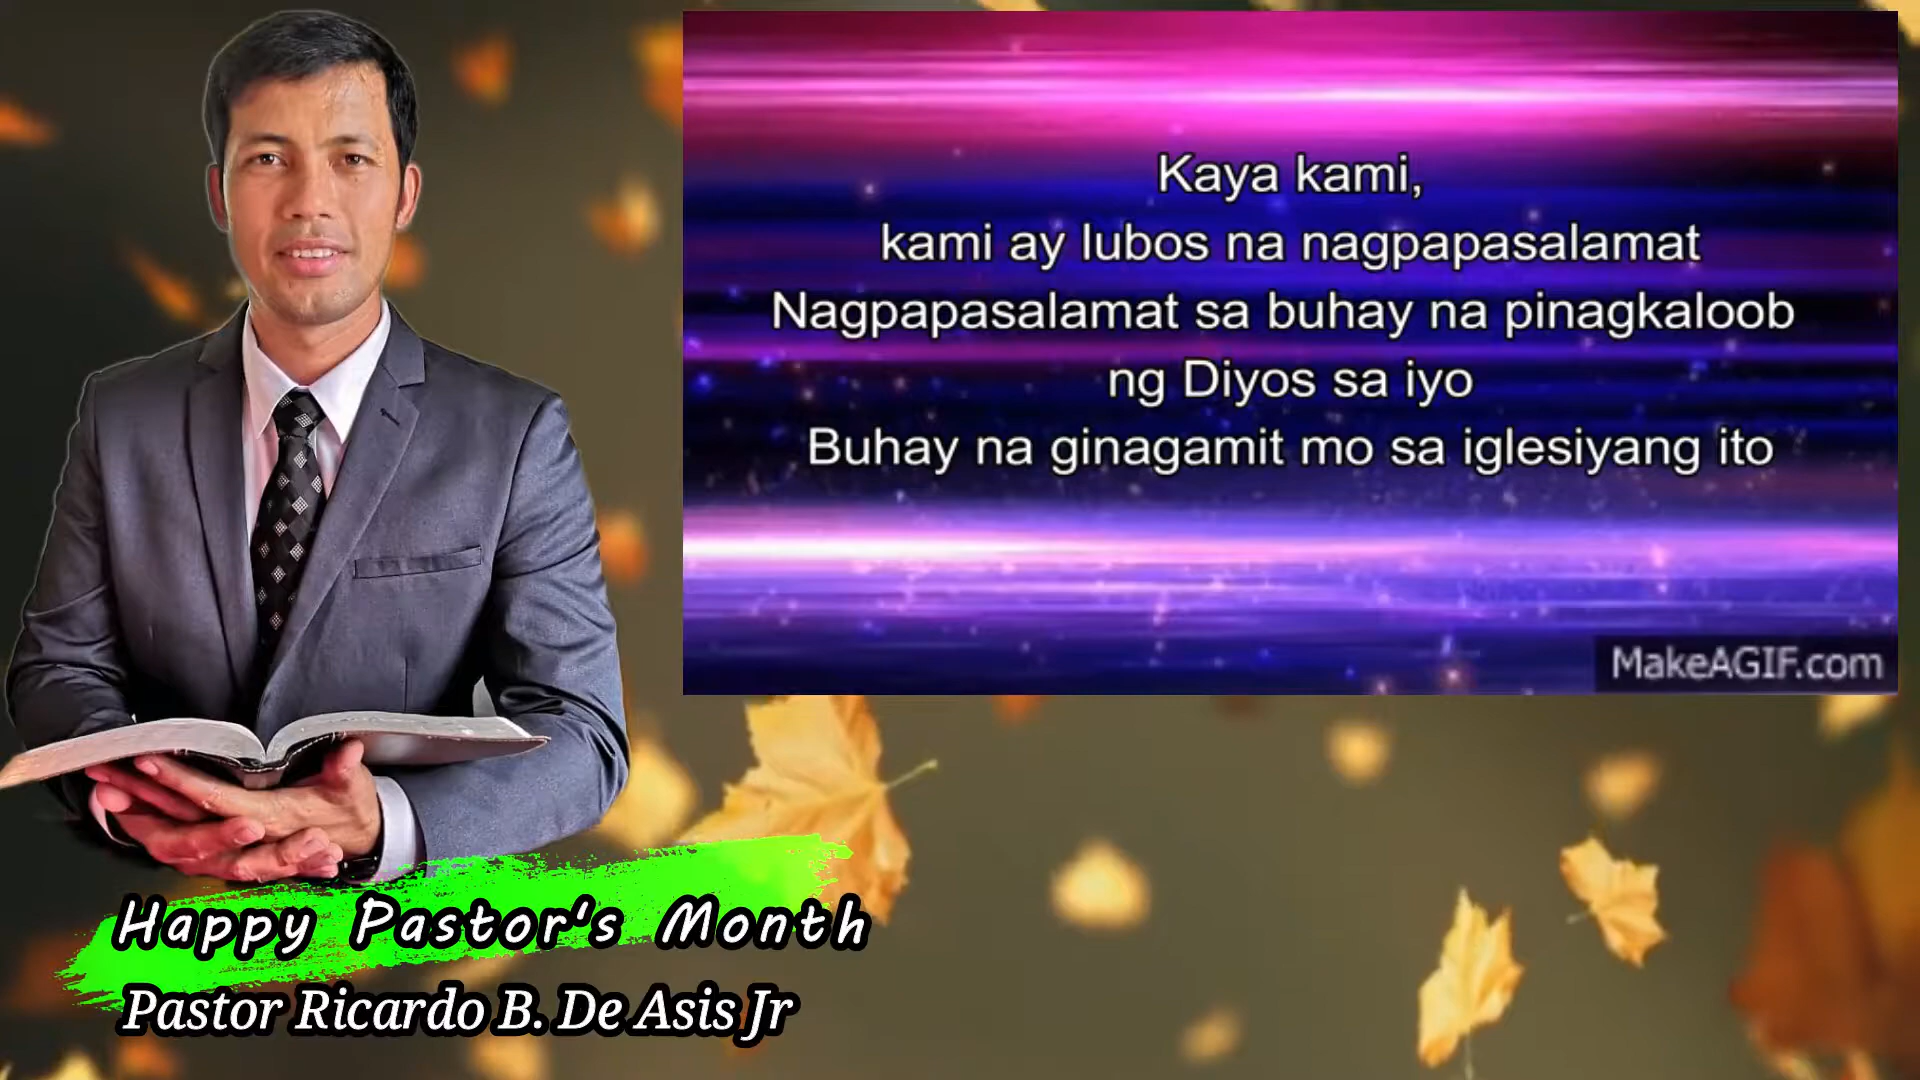 Kaya kami,
kami ay lubos na nagpapasalamat
Nagpapasalamat sa buhay na pinagkaloob
ng Diyos sa iyo
Buhay na ginagamit mo sa iglesiyang ito
MakeAGIF.com
Happy Pastor's Month
Pastor Ricardo B. De Asis Jr